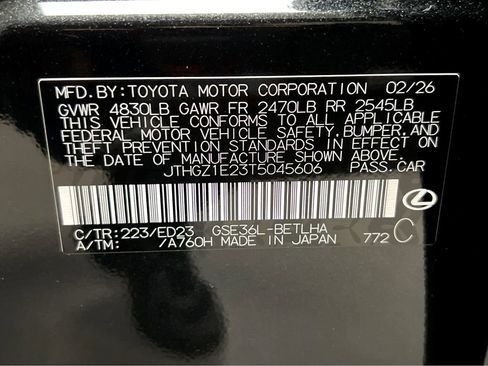 MFD.BY:TOYOTA MOTOR CORPORATION 02/26
GVWR 4830LB GAWR FR 2470LB RR 2545LB
THIS VEHICLE CONFORMS TO ALL APPLICABLE
FEDERAL MOTOR VEHICLE SAFETY,BUMPER,AND
THEFT PREVENTION STANDARDS IN EFFECT ON
THE DATE OF MANUFACTURE SHOWN ABOVE.
JTHGZ1E23T5045606 PASS.CAR
C/TR:223/ED23 GSE36L-BETLHA
A/TM: /A760H MADE IN JAPAN 772 C